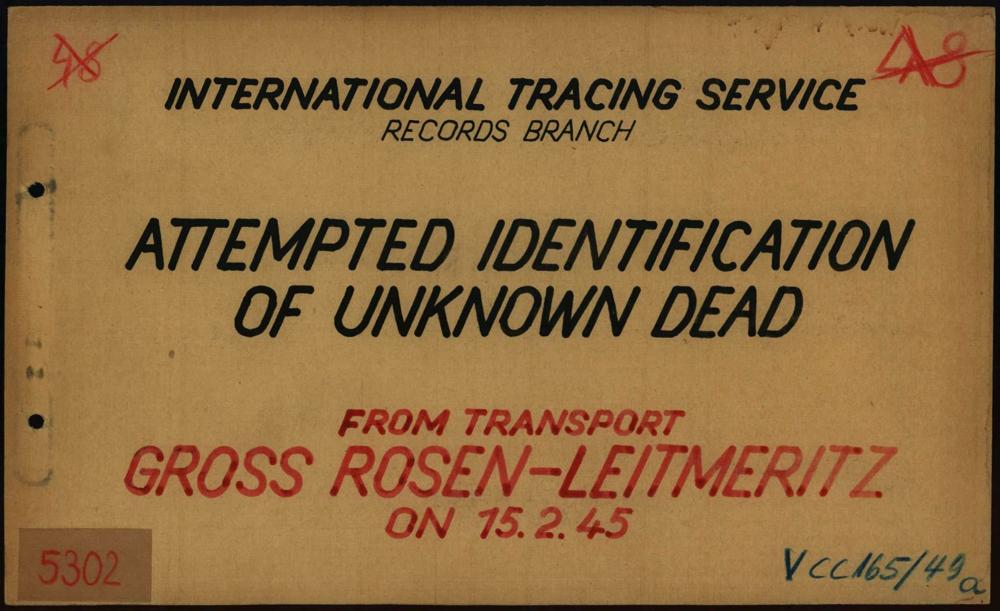 48
48
INTERNATIONAL TRACING SERVICE
RECORDS BRANCH
ATTEMPTED IDENTIFICATION
OF UNKNOWN DEAD
FROM TRANSPORT
GROSS ROSEN-LEITMERITZ
ON 15.2.45
5302
VCC165/49a